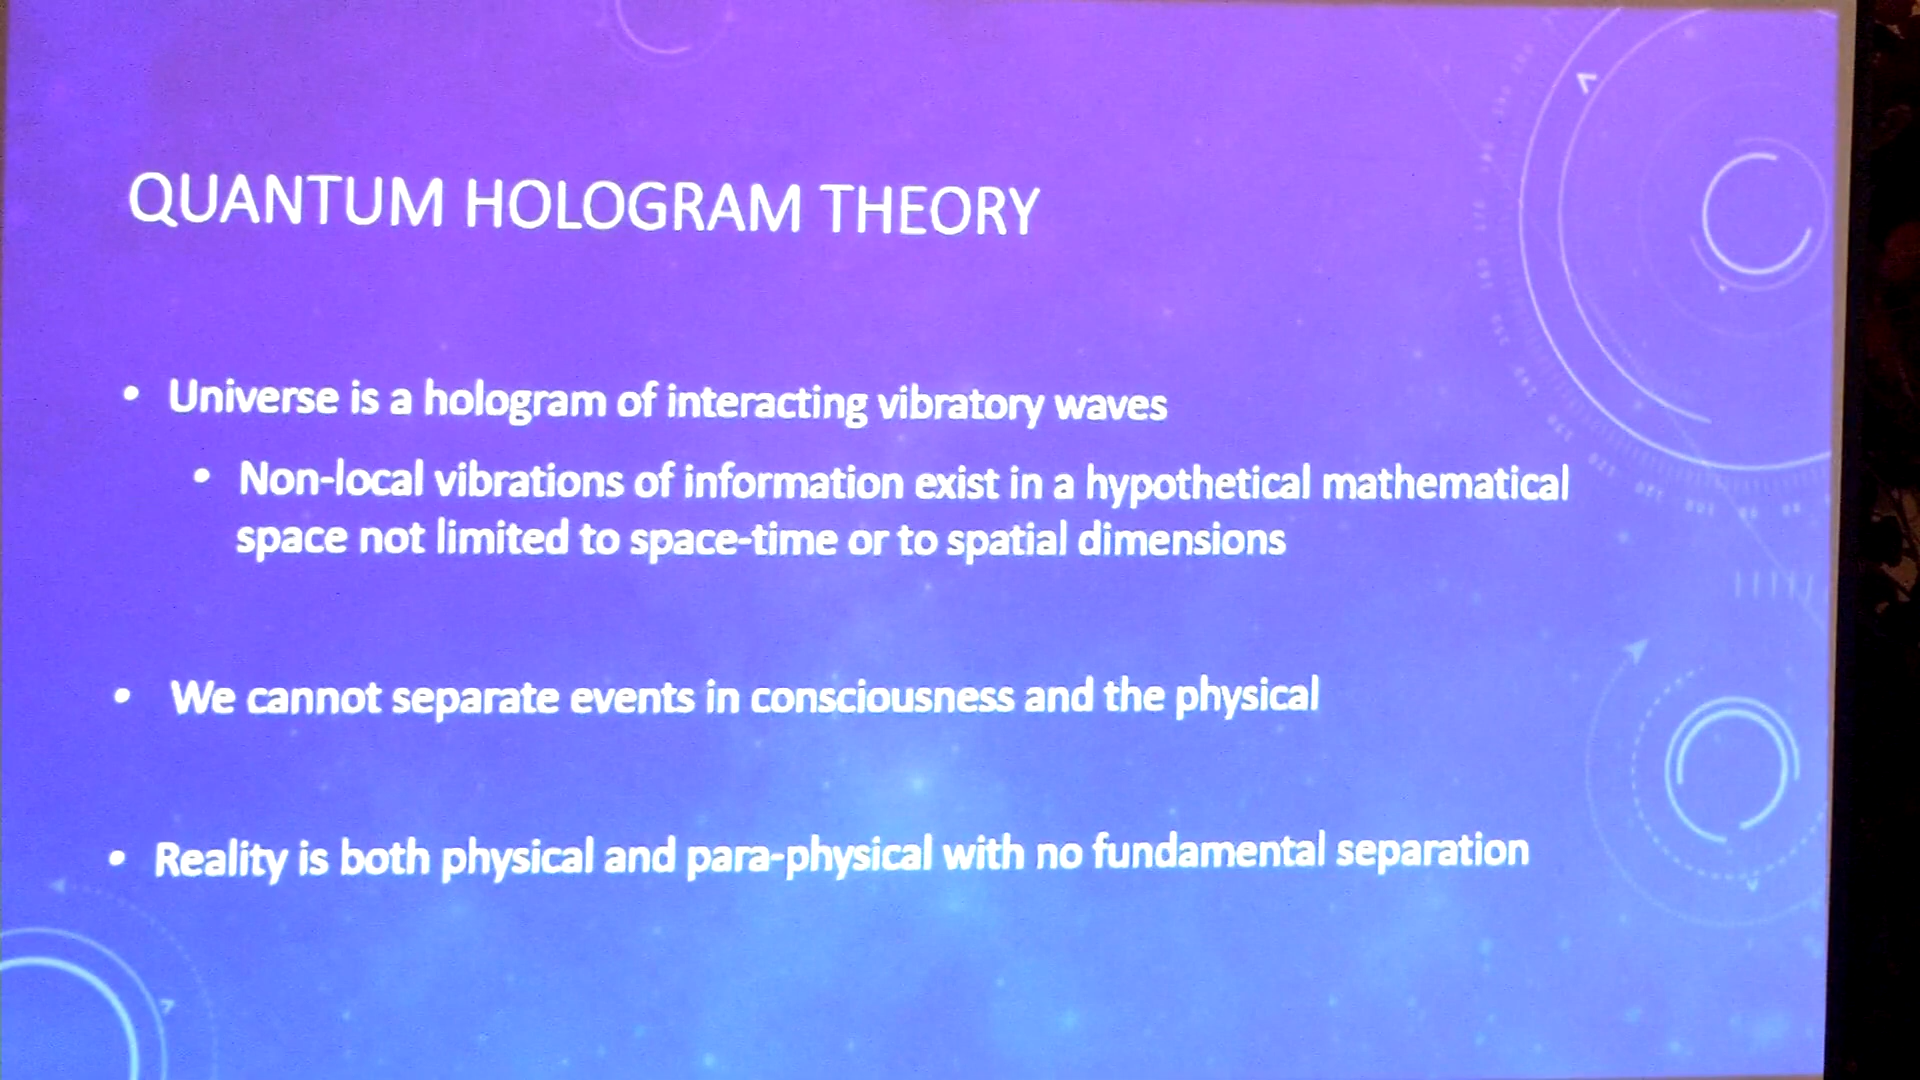 QUANTUM HOLOGRAM THEORY
• Universe is a hologram of interacting vibratory waves
• Non-local vibrations of information exist in a hypothetical mathematical
space not limited to space-time or to spatial dimensions
• We cannot separate events in consciousness and the physical
• Reality is both physical and para-physical with no fundamental separation